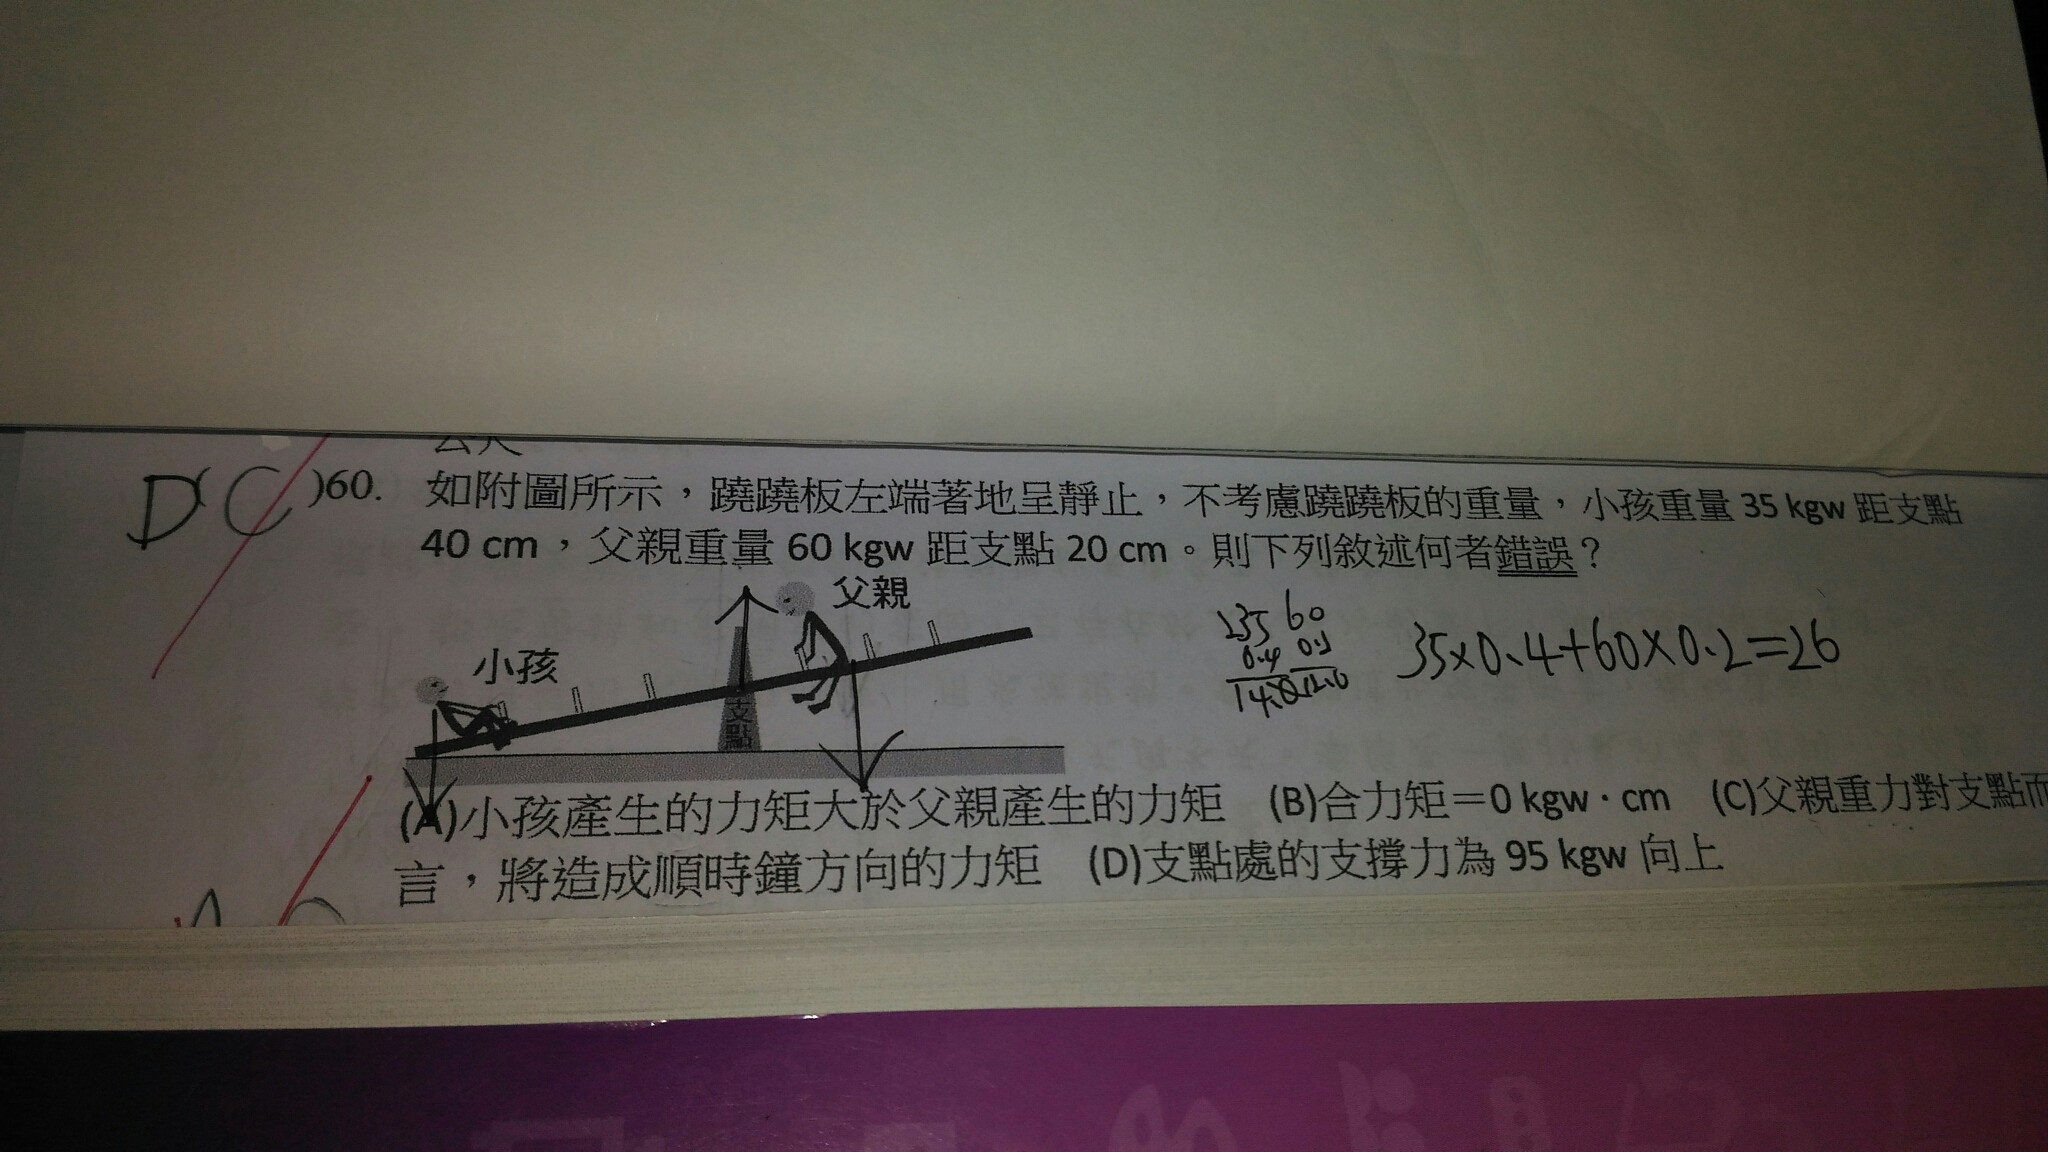 D(C)60. 如附圖所示，蹺蹺板左端著地呈靜止，不考慮蹺蹺板的重量，小孩重量 35 kgw 距支點
40 cm，父親重量 60 kgw 距支點 20 cm。則下列敘述何者錯誤？
父親
小孩
支點
60
0.4
35×0.4+60×0.2=26
(A)小孩產生的力矩大於父親產生的力矩 (B)合力矩＝0 kgw · cm (C)父親重力對支點而
言，將造成順時鐘方向的力矩 (D)支點處的支撐力為 95 kgw 向上